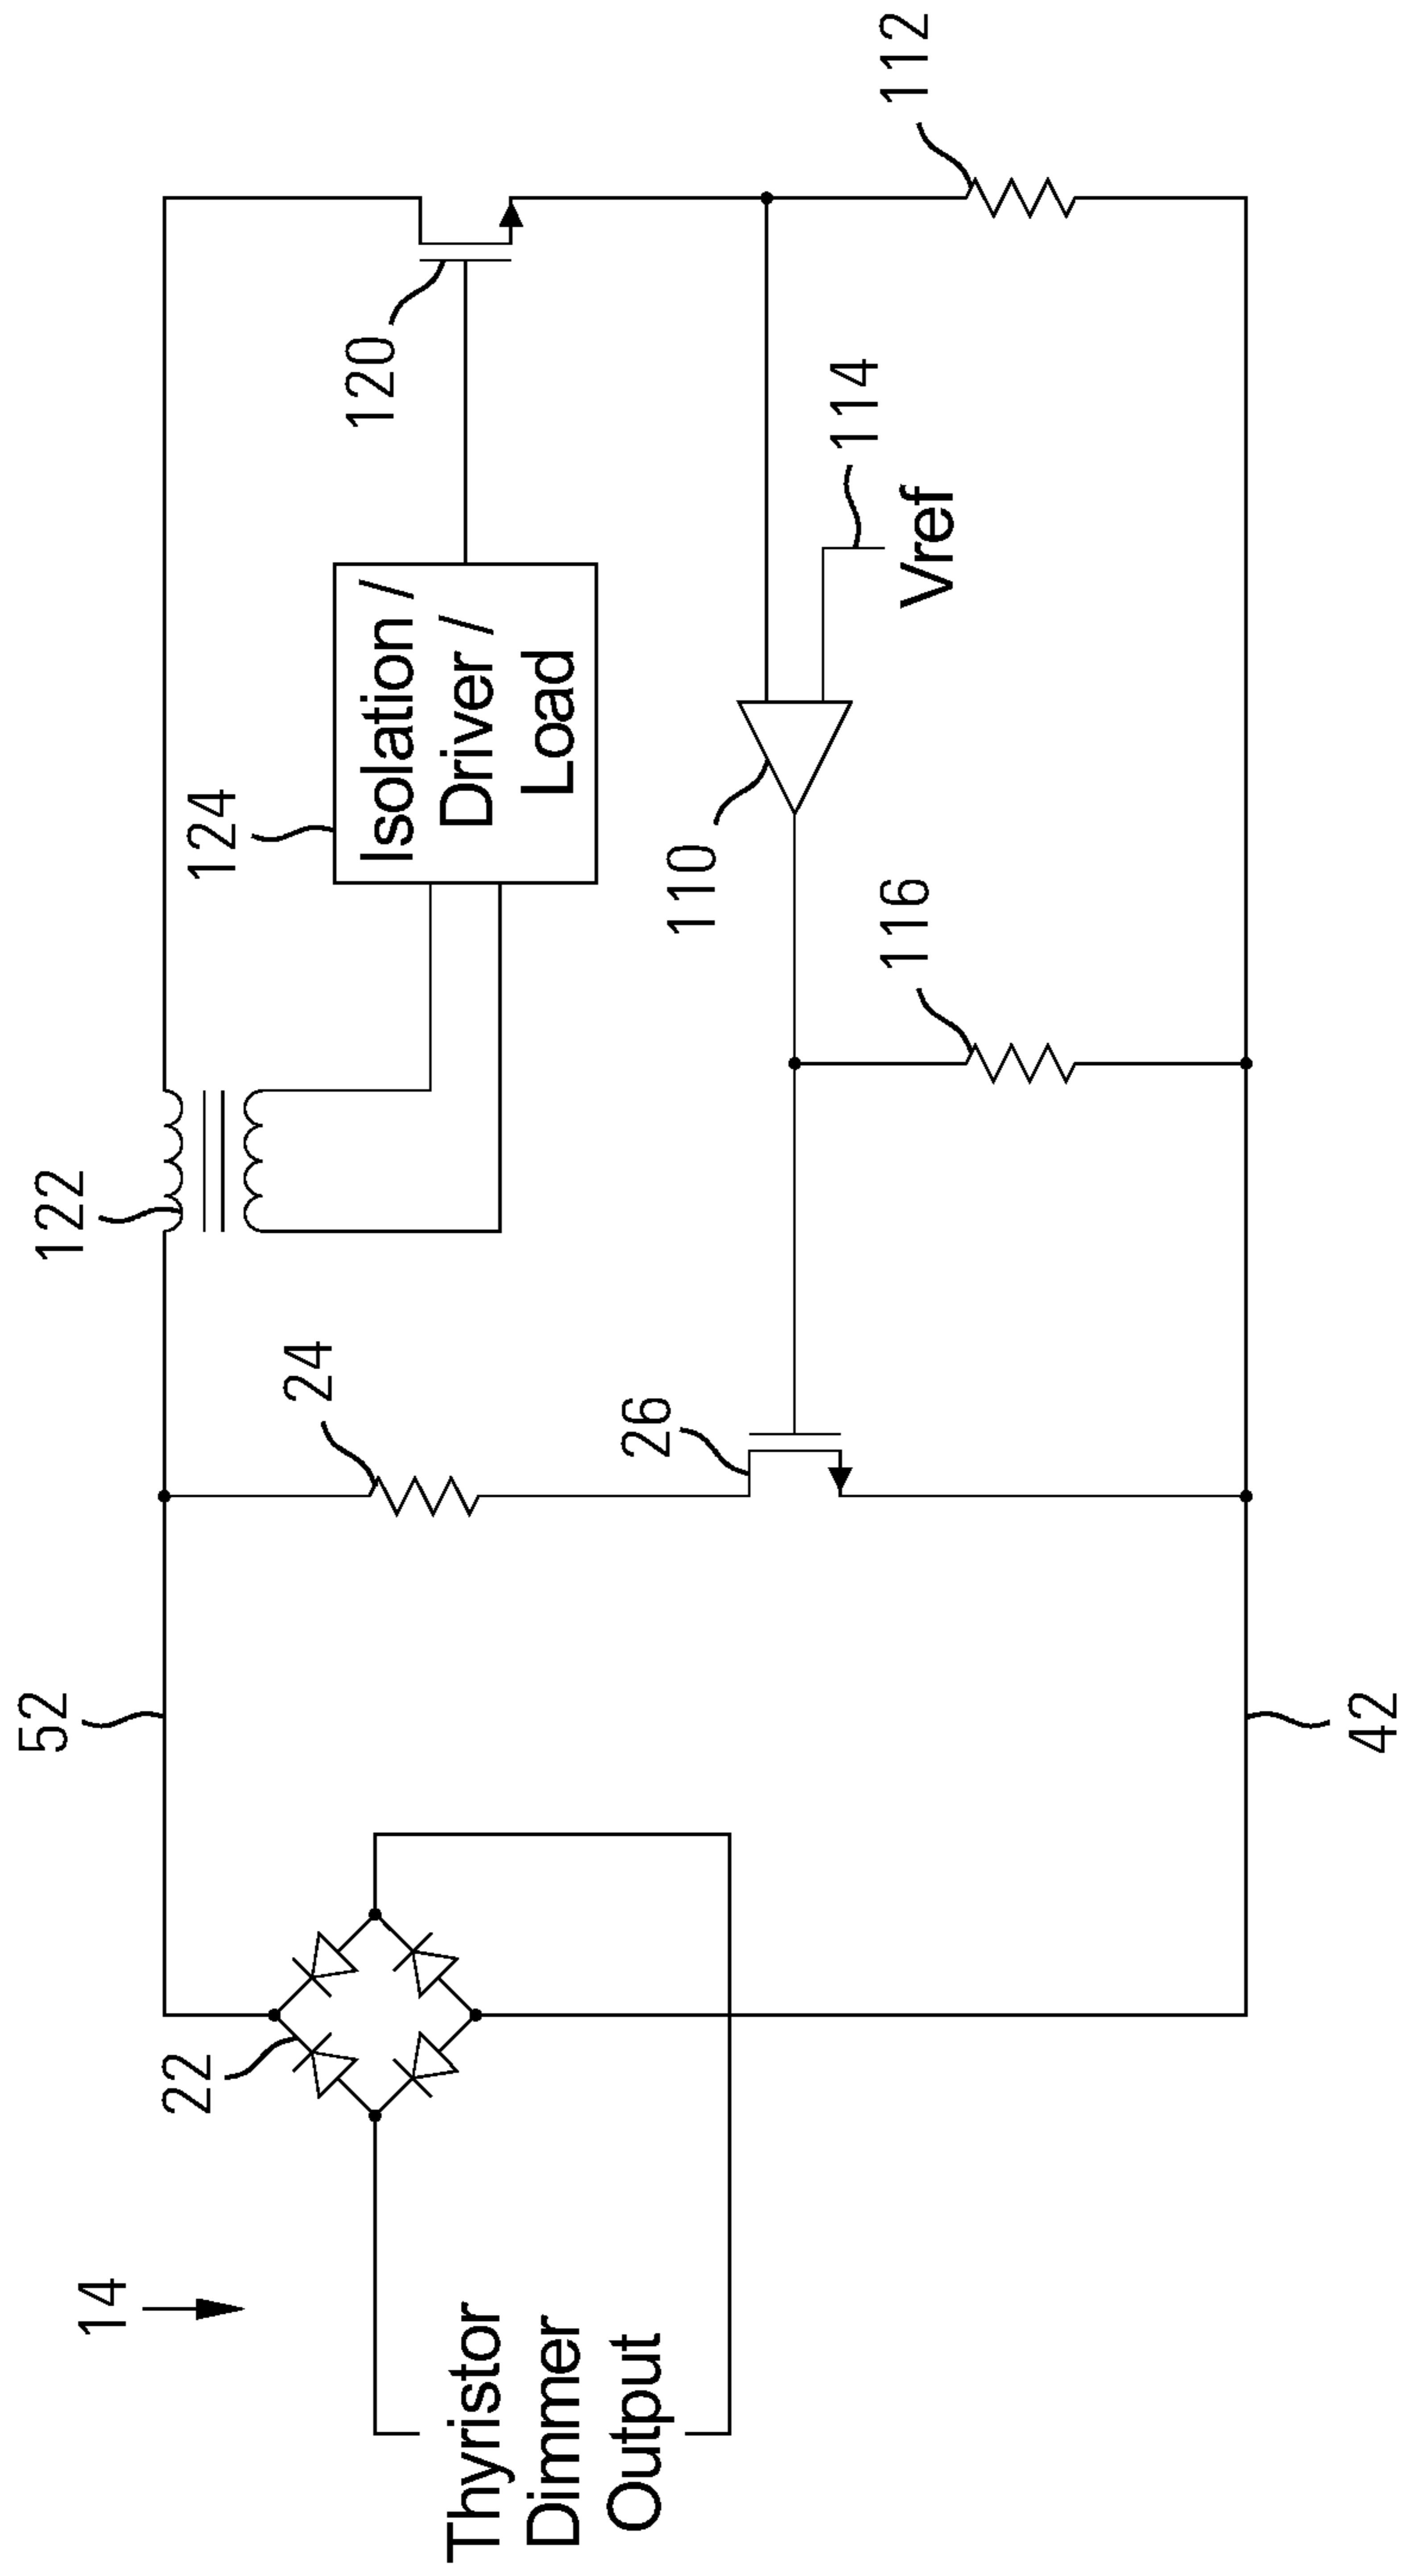 14
Thyristor
Dimmer
Output
22
52
42
24
26
122
124
Isolation /
Driver /
Load
120
110
116
114
Vref
112